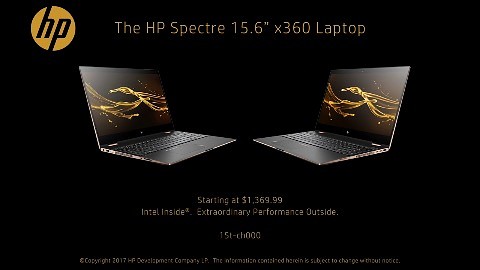 hp
The HP Spectre 15.6" x360 Laptop
Starting at $1,369.99
Intel Inside®. Extraordinary Performance Outside.
15t-ch000
©Copyright 2017 HP Development Company, LP. The information contained herein is subject to change without notice.